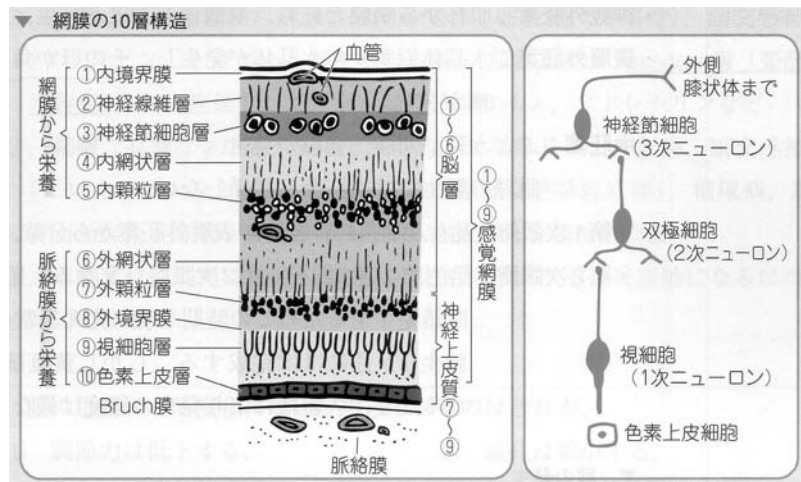 ▼ 網膜の10層構造
網膜から栄養
①内境界膜
②神経線維層
③神経節細胞層
④内網状層
⑤内顆粒層
脈絡膜から栄養
⑥外網状層
⑦外顆粒層
⑧外境界膜
⑨視細胞層
⑩色素上皮層
Bruch膜
血管
脈絡膜
①〜⑥脳層
神経上皮質⑦〜⑨
①〜⑨感覚網膜
外側
膝状体まで
神経節細胞
(3次ニューロン)
双極細胞
(2次ニューロン)
視細胞
(1次ニューロン)
色素上皮細胞